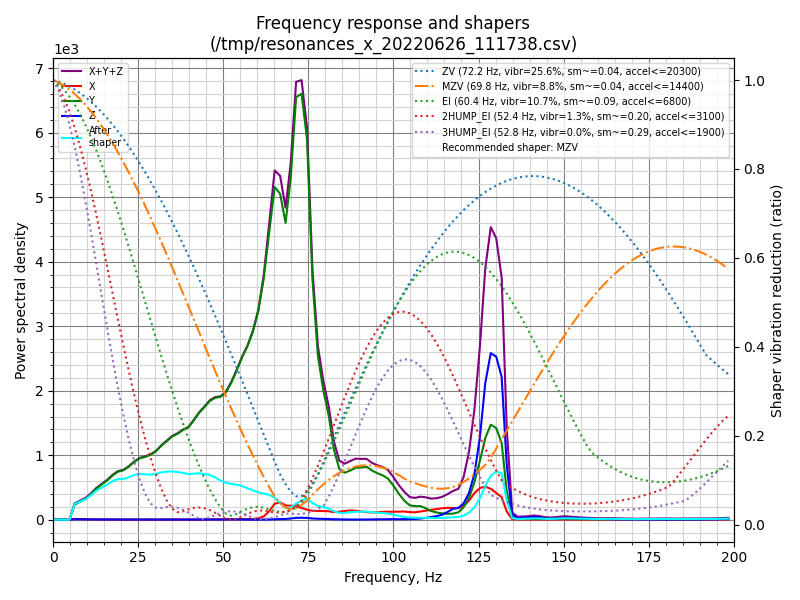 Frequency response and shapers
(/tmp/resonances_x_20220626_111738.csv)
1e3
X+Y+Z
X
Y
Z
After
shaper
ZV (72.2 Hz, vibr=25.6%, sm~=0.04, accel<=20300)
MZV (69.8 Hz, vibr=8.8%, sm~=0.04, accel<=14400)
EI (60.4 Hz, vibr=10.7%, sm~=0.09, accel<=6800)
2HUMP_EI (52.4 Hz, vibr=1.3%, sm~=0.20, accel<=3100)
3HUMP_EI (52.8 Hz, vibr=0.0%, sm~=0.29, accel<=1900)
Recommended shaper: MZV
7
6
5
4
3
2
1
0
Power spectral density
1.0
0.8
0.6
0.4
0.2
0.0
Shaper vibration reduction (ratio)
0 25 50 75 100 125 150 175 200
Frequency, Hz